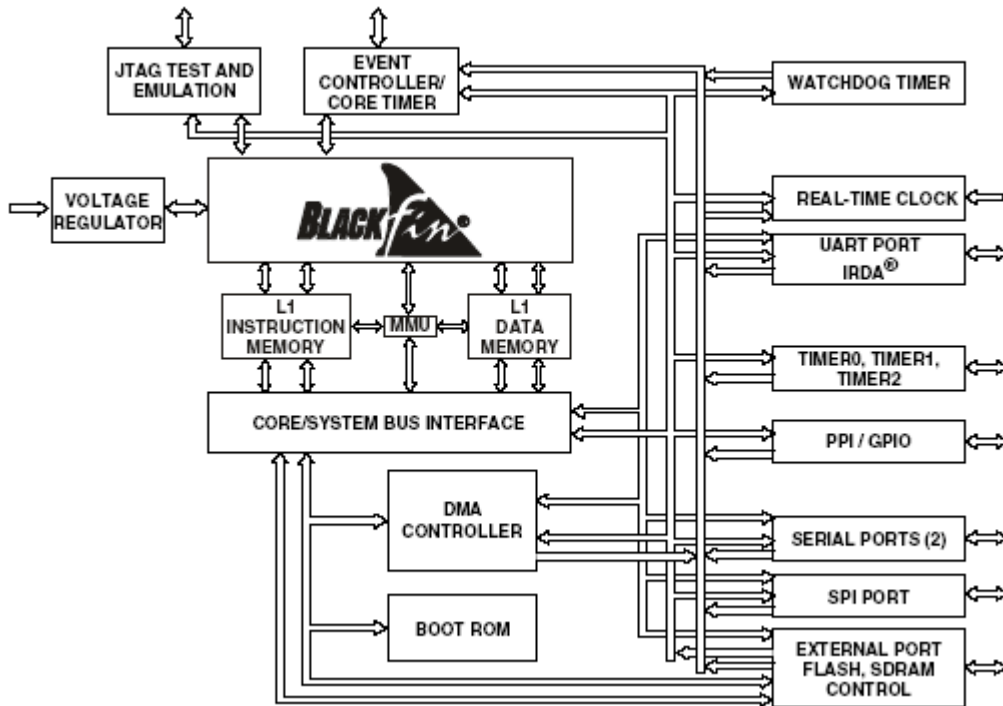 JTAG TEST AND
EMULATION
EVENT
CONTROLLER/
CORE TIMER
WATCHDOG TIMER
VOLTAGE
REGULATOR
BLACKfin®
REAL-TIME CLOCK
UART PORT
IRDA®
L1
INSTRUCTION
MEMORY
MMU
L1
DATA
MEMORY
TIMER0, TIMER1,
TIMER2
CORE/SYSTEM BUS INTERFACE
PPI / GPIO
DMA
CONTROLLER
SERIAL PORTS (2)
SPI PORT
BOOT ROM
EXTERNAL PORT
FLASH, SDRAM
CONTROL